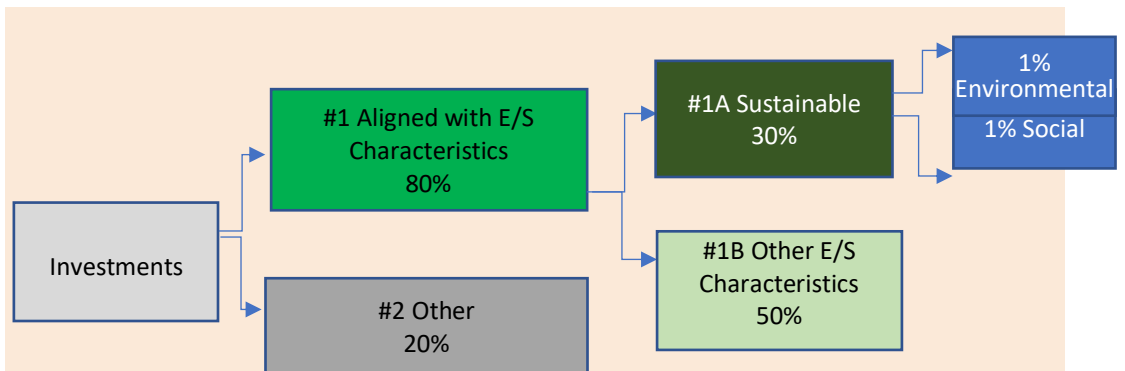 Investments
#1 Aligned with E/S
Characteristics
80%
#2 Other
20%
#1A Sustainable
30%
#1B Other E/S
Characteristics
50%
1%
Environmental
1% Social